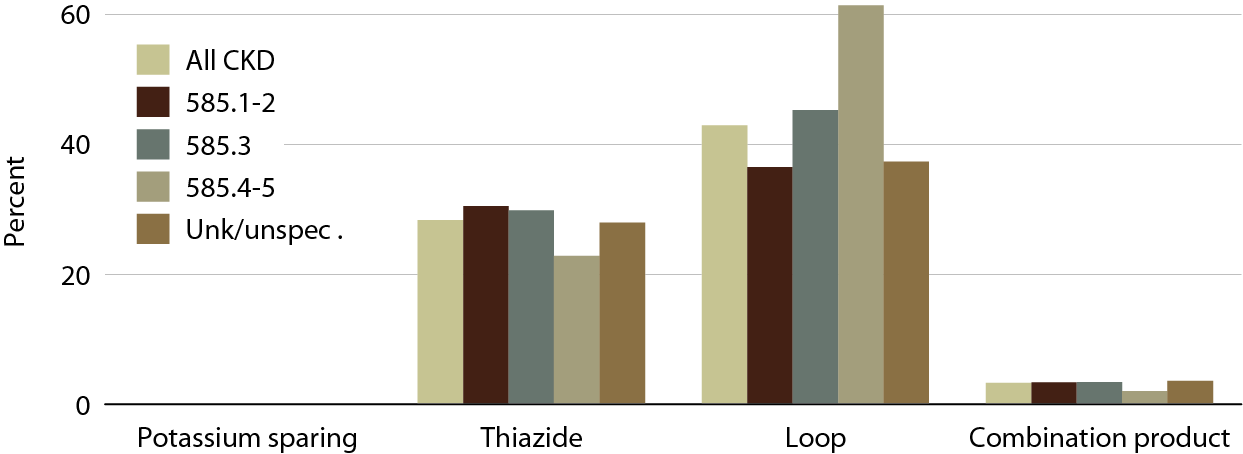 60
40
20
0
Percent
All CKD
585.1-2
585.3
585.4-5
Unk/unspec .
Potassium sparing
Thiazide
Loop
Combination product